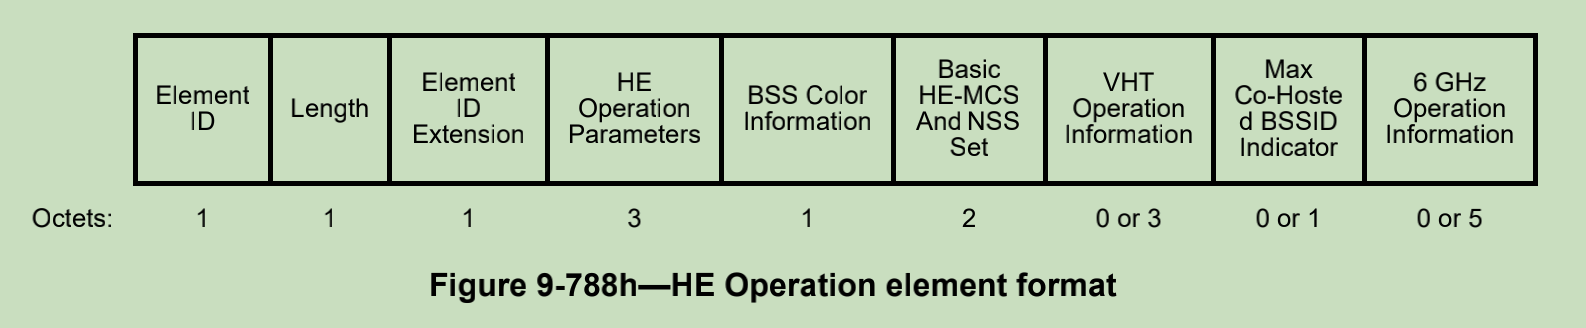 Element
ID
Length
Element
ID
Extension
HE
Operation
Parameters
BSS Color
Information
Basic
HE-MCS
And NSS
Set
VHT
Operation
Information
Max
Co-Hoste
d BSSID
Indicator
6 GHz
Operation
Information
Octets: 1 1 1 3 1 2 0 or 3 0 or 1 0 or 5
Figure 9-788h—HE Operation element format